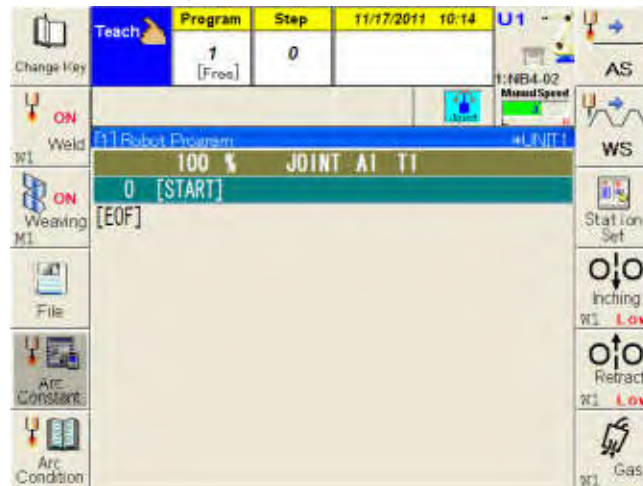 Teach
Program
Step
11/17/2011 10:14
U1
1
[Free]
0
Change Key
1:NB4-02
AS
Manual Speed
3
Joint
ON
Weld
W1
[1] Robot Program
*UNIT1
WS
100 % JOINT A1 T1
0 [START]
[EOF]
ON
Weaving
M1
Station
Set
File
Inching
W1 Low
Arc
Constant
Retract
W1 Low
Arc
Condition
Gas
W1